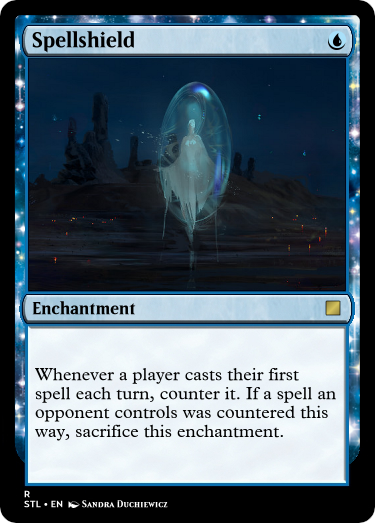 Spellshield
Enchantment
Whenever a player casts their first
spell each turn, counter it. If a spell an
opponent controls was countered this
way, sacrifice this enchantment.
R
STL • EN Sandra Duchiewicz